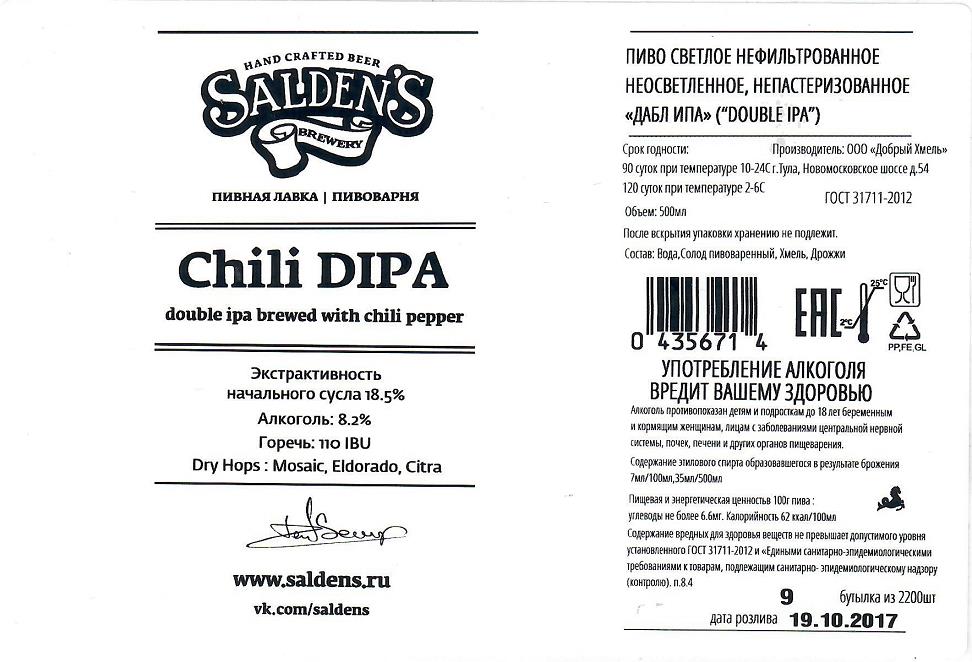 HAND CRAFTED BEER
SALDEN'S
BREWERY
ПИВНАЯ ЛАВКА | ПИВОВАРНЯ
Chili DIPA
double ipa brewed with chili pepper
Экстрактивность
начального сусла 18.5%
Алкоголь: 8.2%
Горечь: 110 IBU
Dry Hops : Mosaic, Eldorado, Citra
www.saldens.ru
vk.com/saldens
ПИВО СВЕТЛОЕ НЕФИЛЬТРОВАННОЕ
НЕОСВЕТЛЕННОЕ, НЕПАСТЕРИЗОВАННОЕ
«ДАБЛ ИПА» ("DOUBLE IPA")
Срок годности: Производитель: ООО «Добрый Хмель»
90 суток при температуре 10-24С г.Тула, Новомосковское шоссе д.54
120 суток при температуре 2-6С
ГОСТ 31711-2012
Объем: 500мл
После вскрытия упаковки хранению не подлежит.
Состав: Вода,Солод пивоваренный, Хмель, Дрожжи
0 435671 4
EAC
25°C
2°C
PP,FE,GL
УПОТРЕБЛЕНИЕ АЛКОГОЛЯ
ВРЕДИТ ВАШЕМУ ЗДОРОВЬЮ
Алкоголь противопоказан детям и подросткам до 18 лет беременным
и кормящим женщинам, лицам с заболеваниями центральной нервной
системы, почек, печени и других органов пищеварения.
Содержание этилового спирта образовавшегося в результате брожения
7мл/100мл,35мл/500мл
Пищевая и энергетическая ценностьв 100г пива :
углеводы не более 6.6мг. Калорийность 62 ккал/100мл
Содержание вредных для здоровья веществ не превышает допустимого уровня
установленного ГОСТ 31711-2012 и «Едиными санитарно-эпидемиологическими
требованиями к товарам, подлежащим санитарно- эпидемиологическому надзору
(контролю). п.8.4
9 бутылка из 2200шт
дата розлива 19.10.2017